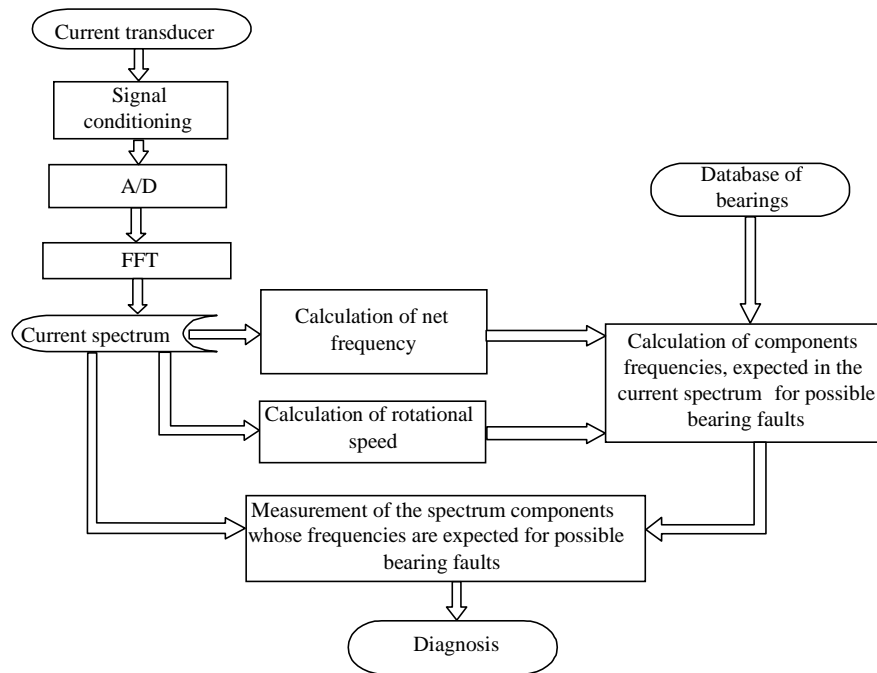 Current transducer
Signal
conditioning
A/D
Database of
bearings
FFT
Current spectrum
Calculation of net
frequency
Calculation of components
frequencies, expected in the
current spectrum for possible
bearing faults
Calculation of rotational
speed
Measurement of the spectrum components
whose frequencies are expected for possible
bearing faults
Diagnosis